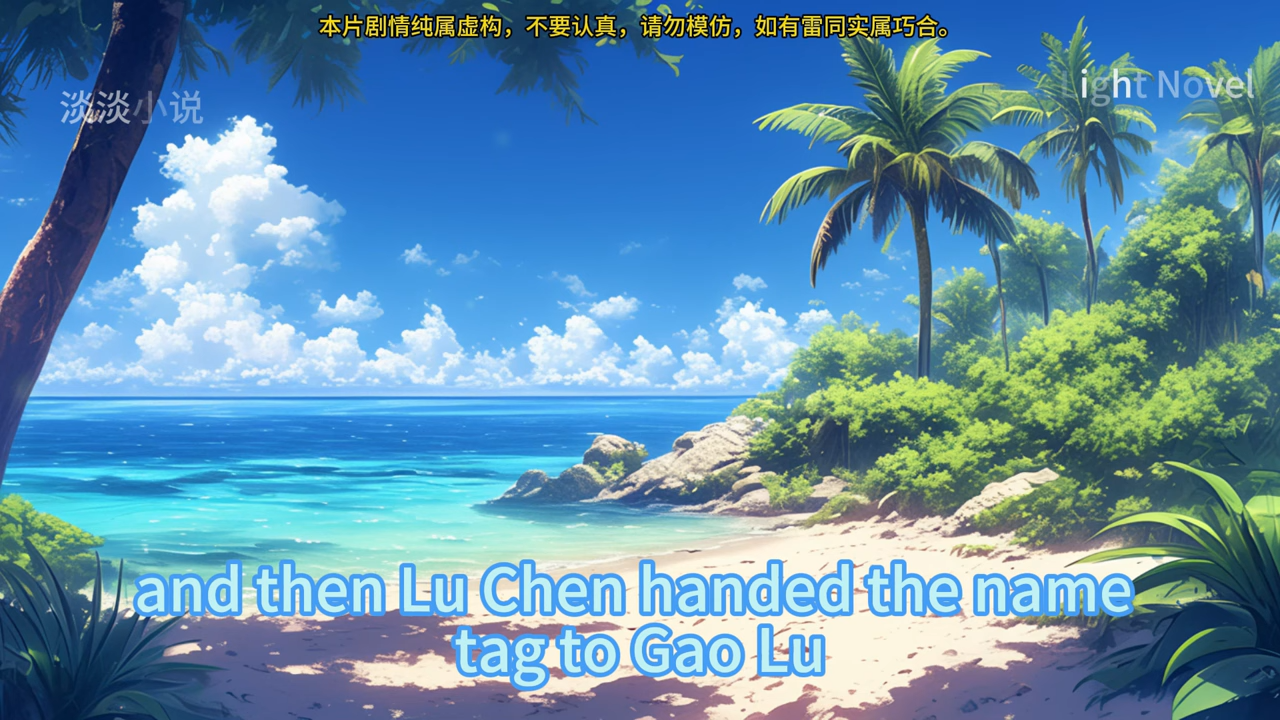 本片剧情纯属虚构，不要认真，请勿模仿，如有雷同实属巧合。
淡淡小说
Light Novel
and then Lu Chen handed the name
tag to Gao Lu